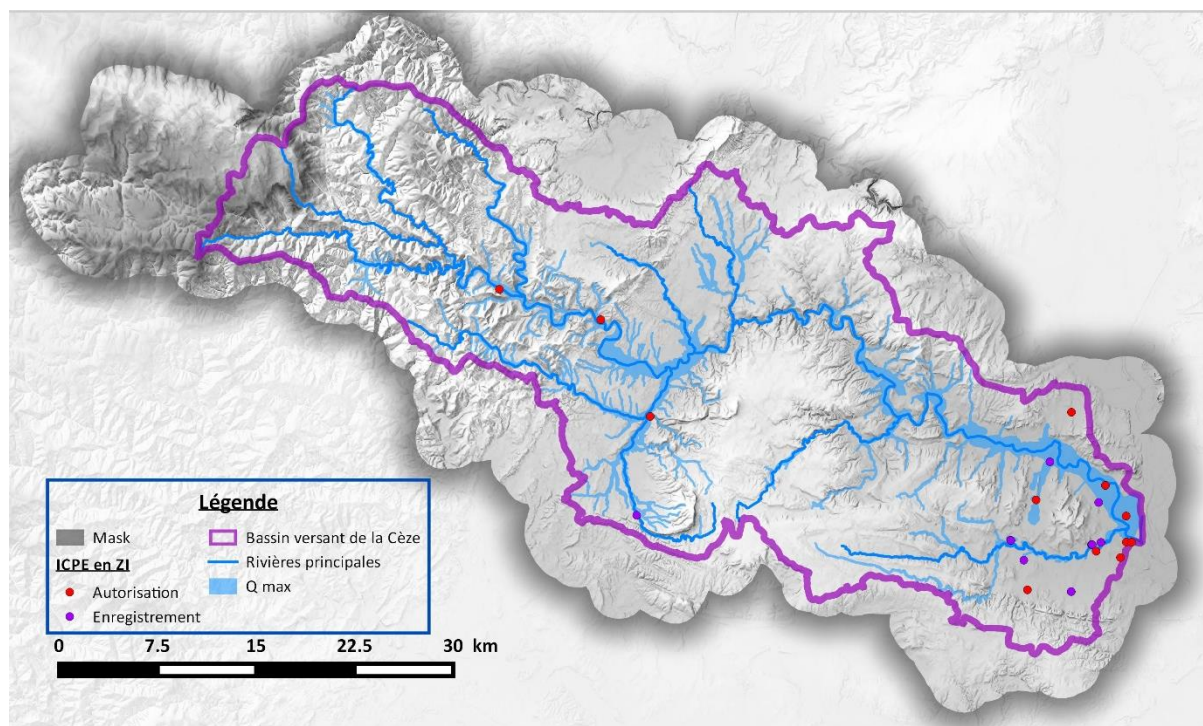 Légende
Mask
ICPE en ZI
Autorisation
Enregistrement
Bassin versant de la Cèze
Rivières principales
Q max
0 7.5 15 22.5 30 km